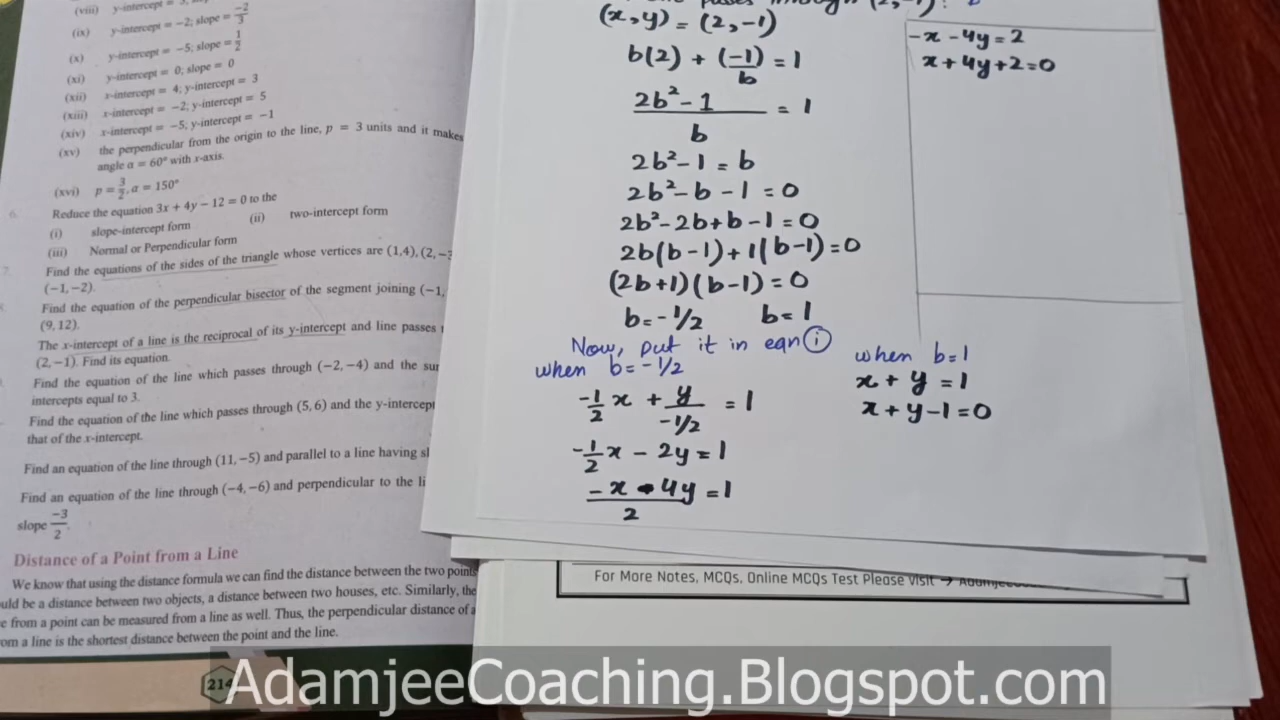 (viii) y-intercept
(ix) y-intercept = −2; slope = −2/3
(x) y-intercept = −5; slope = 1/2
(xi) y-intercept = 0; slope = 0
(xii) x-intercept = 4; y-intercept = 3
(xiii) x-intercept = −2; y-intercept = 5
(xiv) x-intercept = −5; y-intercept = −1
(xv) the perpendicular from the origin to the line, p = 3 units and it makes
angle α = 60° with x-axis.
(xvi) p = 3/2, α = 150°
6. Reduce the equation 3x + 4y − 12 = 0 to the
(i) slope-intercept form (ii) two-intercept form
(iii) Normal or Perpendicular form
7. Find the equations of the sides of the triangle whose vertices are (1,4), (2,−3
(−1,−2).
Find the equation of the perpendicular bisector of the segment joining (−1,
(9, 12).
The x-intercept of a line is the reciprocal of its y-intercept and line passes
(2, −1). Find its equation.
Find the equation of the line which passes through (−2, −4) and the
intercepts equal to 3.
Find the equation of the line which passes through (5, 6) and the y-intercept
that of the x-intercept.
Find an equation of the line through (11, −5) and parallel to a line having
Find an equation of the line through (−4, −6) and perpendicular to the
slope −3/2.
Distance of a Point from a Line
We know that using the distance formula we can find the distance between the two points
uld be a distance between two objects, a distance between two houses, etc. Similarly, the
e from a point can be measured from a line as well. Thus, the perpendicular distance of a
om a line is the shortest distance between the point and the line.
214
passes through (2,-1)
(x,y) = (2,-1)
b(2) + (-1)/b = 1
2b²-1 / b = 1
2b²-1 = b
2b²-b-1=0
2b²-2b+b-1=0
2b(b-1)+1(b-1)=0
(2b+1)(b-1)=0
b=-1/2 b=1
Now, put it in eqn (i)
when b=-1/2
-1/2 x + y/-1/2 = 1
-1/2 x - 2y = 1
-x - 4y / 2 = 1
-x -4y=2
x+4y+2=0
when b=1
x + y = 1
x+y-1=0
For More Notes, MCQs, Online MCQs Test Please Visit →
AdamjeeCoaching.Blogspot.com